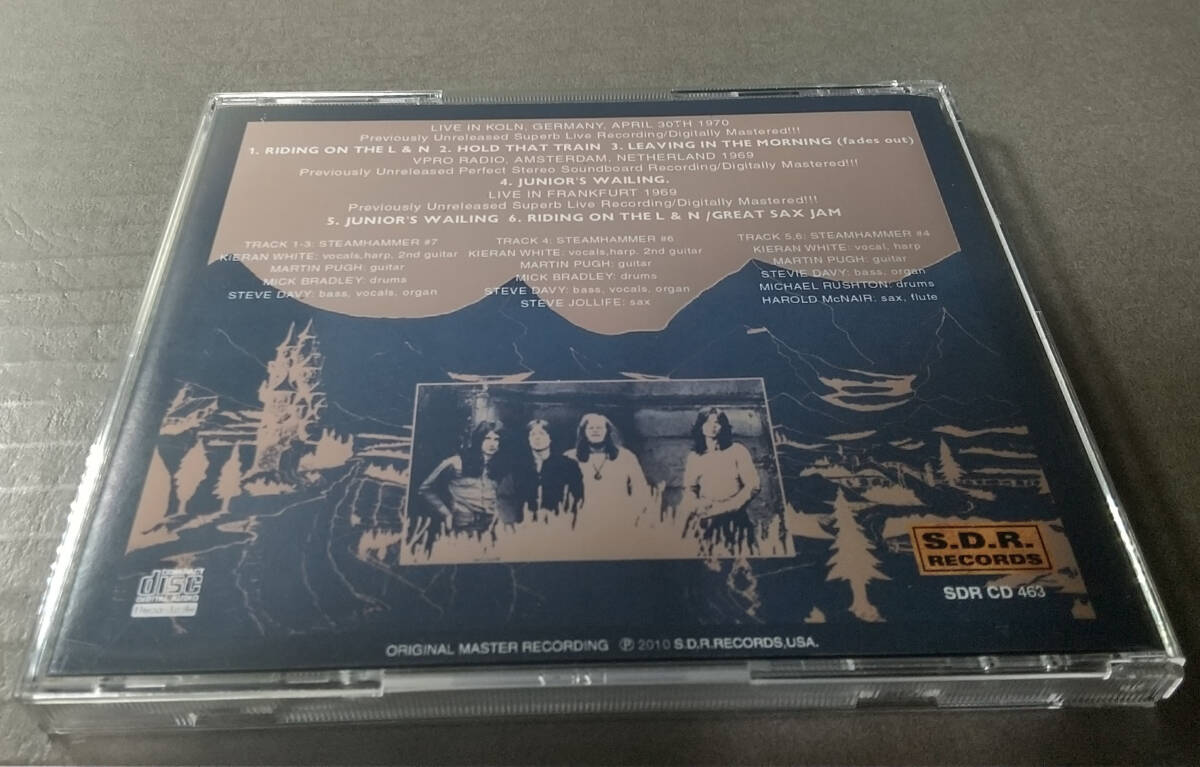 LIVE IN KOLN, GERMANY, APRIL 30TH 1970
Previously Unreleased Superb Live Recording/Digitally Mastered!!!
1. RIDING ON THE L & N 2. HOLD THAT TRAIN 3. LEAVING IN THE MORNING (fades out)
VPRO RADIO, AMSTERDAM, NETHERLAND 1969
Previously Unreleased Perfect Stereo Soundboard Recording/Digitally Mastered!!!
4. JUNIOR'S WAILING.
LIVE IN FRANKFURT 1969
Previously Unreleased Superb Live Recording/Digitally Mastered!!!
5. JUNIOR'S WAILING 6. RIDING ON THE L & N /GREAT SAX JAM
TRACK 1-3: STEAMHAMMER #7
KIERAN WHITE: vocals,harp, 2nd guitar
MARTIN PUGH: guitar
MICK BRADLEY: drums
STEVE DAVY: bass, vocals, organ
TRACK 4: STEAMHAMMER #6
KIERAN WHITE: vocals,harp, 2nd guitar
MARTIN PUGH: guitar
MICK BRADLEY: drums
STEVE DAVY: bass, vocals, organ
STEVE JOLLIFE: sax
TRACK 5,6: STEAMHAMMER #4
KIERAN WHITE: vocal, harp
MARTIN PUGH: guitar
STEVIE DAVY: bass, organ
MICHAEL RUSHTON: drums
HAROLD McNAIR: sax, flute
COMPACT
disc
DIGITAL AUDIO
S.D.R.
RECORDS
SDR CD 463
ORIGINAL MASTER RECORDING ℗ 2010 S.D.R.RECORDS,USA.